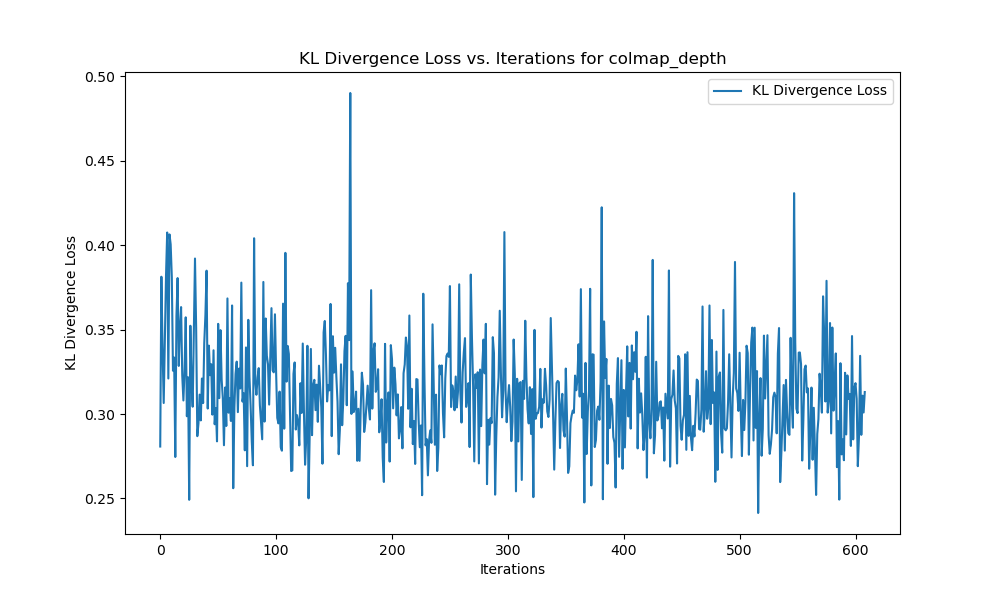 KL Divergence Loss vs. Iterations for colmap_depth
KL Divergence Loss
0.50
0.45
0.40
0.35
0.30
0.25
KL Divergence Loss
0 100 200 300 400 500 600
Iterations